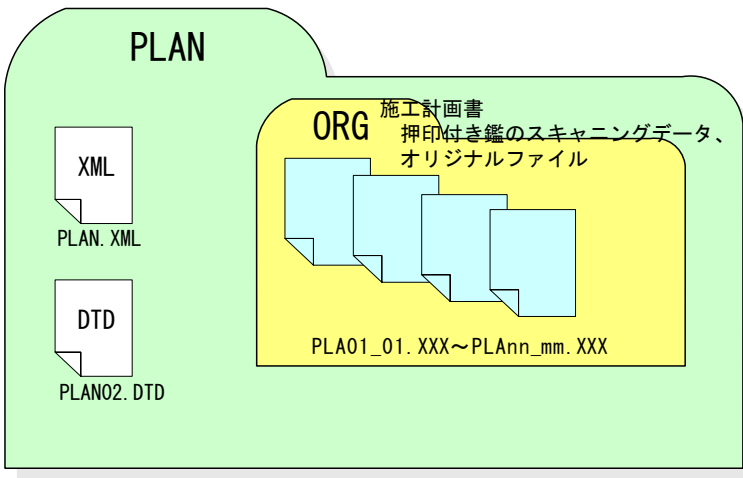 PLAN
ORG
施工計画書
押印付き鑑のスキャニングデータ、
オリジナルファイル
XML
PLAN.XML
DTD
PLAN02.DTD
PLA01_01.XXX～PLAnn_mm.XXX